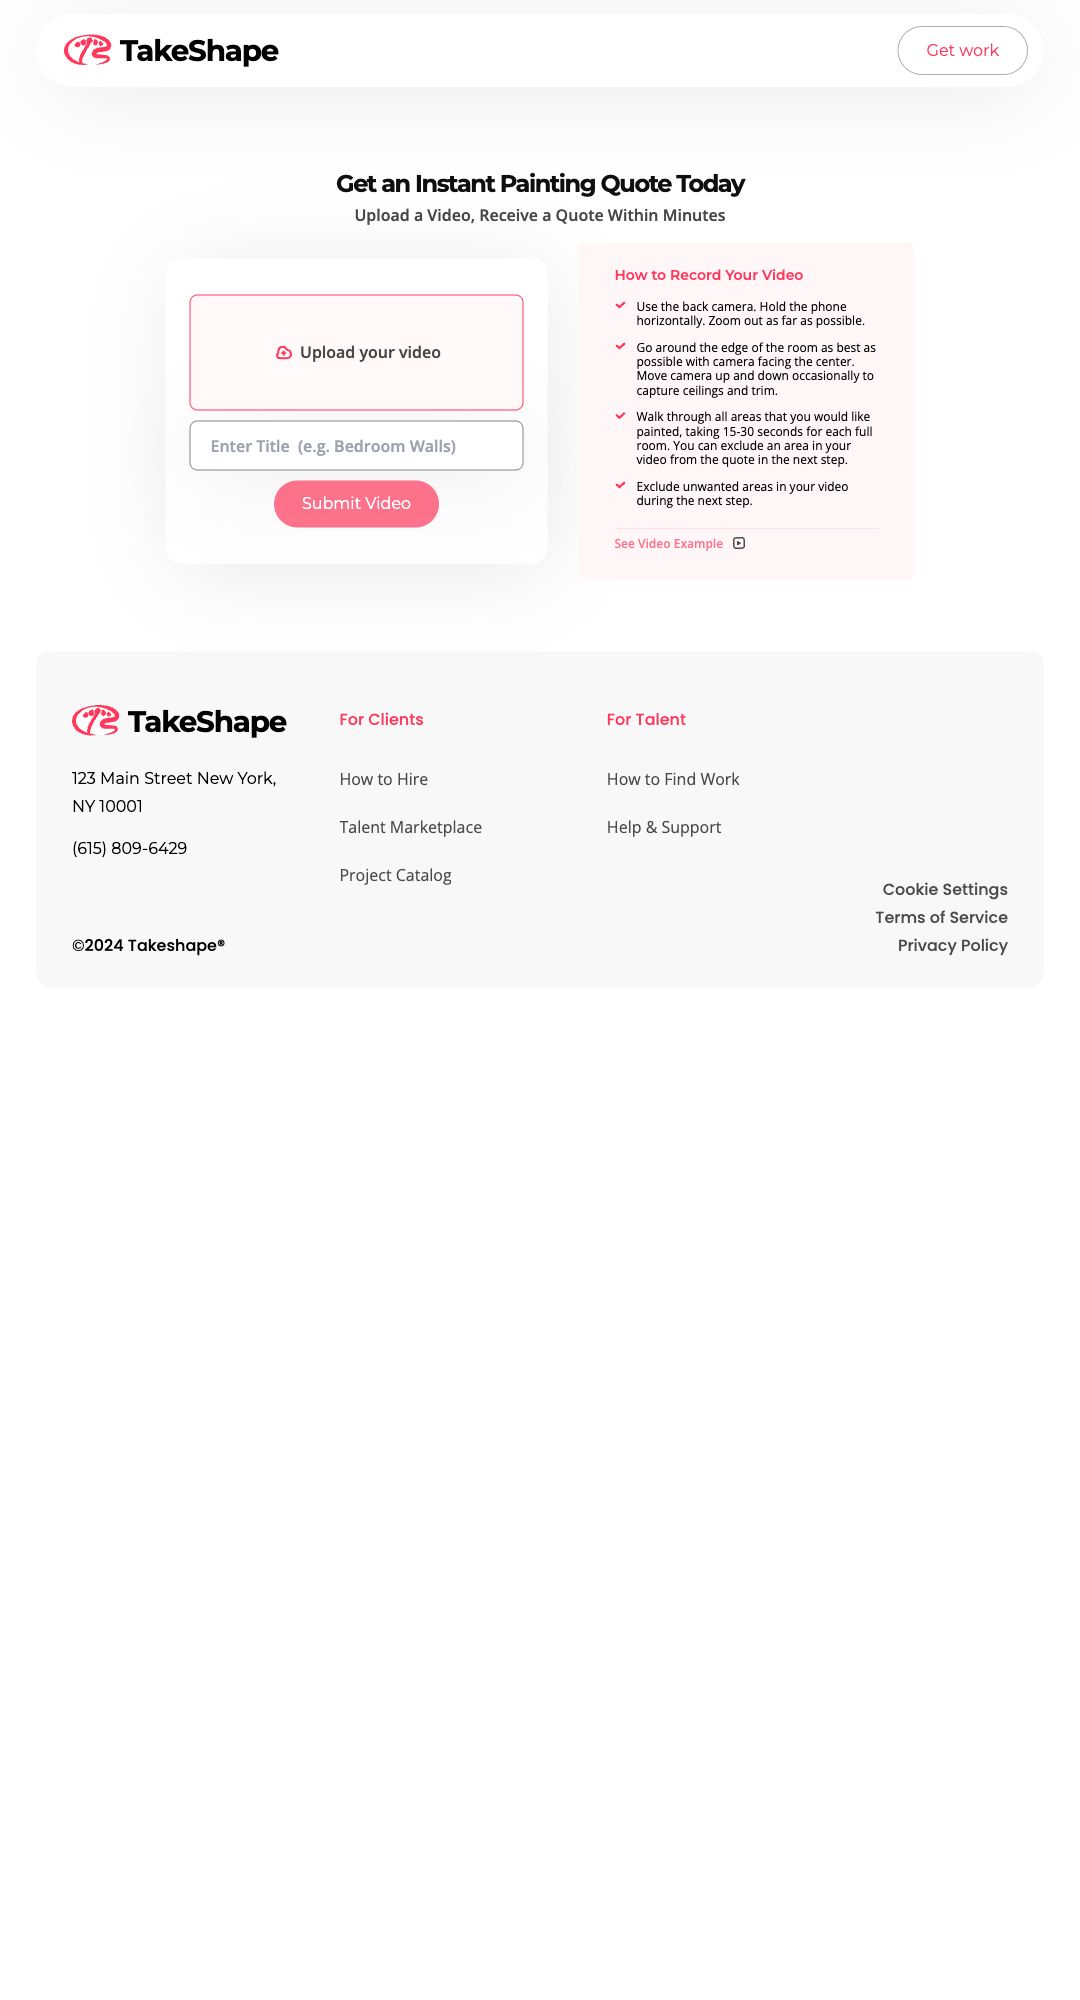 TakeShape
Get work
Get an Instant Painting Quote Today
Upload a Video, Receive a Quote Within Minutes
Upload your video
Enter Title  (e.g. Bedroom Walls)
Submit Video
How to Record Your Video
Use the back camera. Hold the phone
horizontally. Zoom out as far as possible.
Go around the edge of the room as best as
possible with camera facing the center.
Move camera up and down occasionally to
capture ceilings and trim.
Walk through all areas that you would like
painted, taking 15-30 seconds for each full
room. You can exclude an area in your
video from the quote in the next step.
Exclude unwanted areas in your video
during the next step.
See Video Example
TakeShape
123 Main Street New York,
NY 10001
(615) 809-6429
©2024 Takeshape®
For Clients
How to Hire
Talent Marketplace
Project Catalog
For Talent
How to Find Work
Help & Support
Cookie Settings
Terms of Service
Privacy Policy